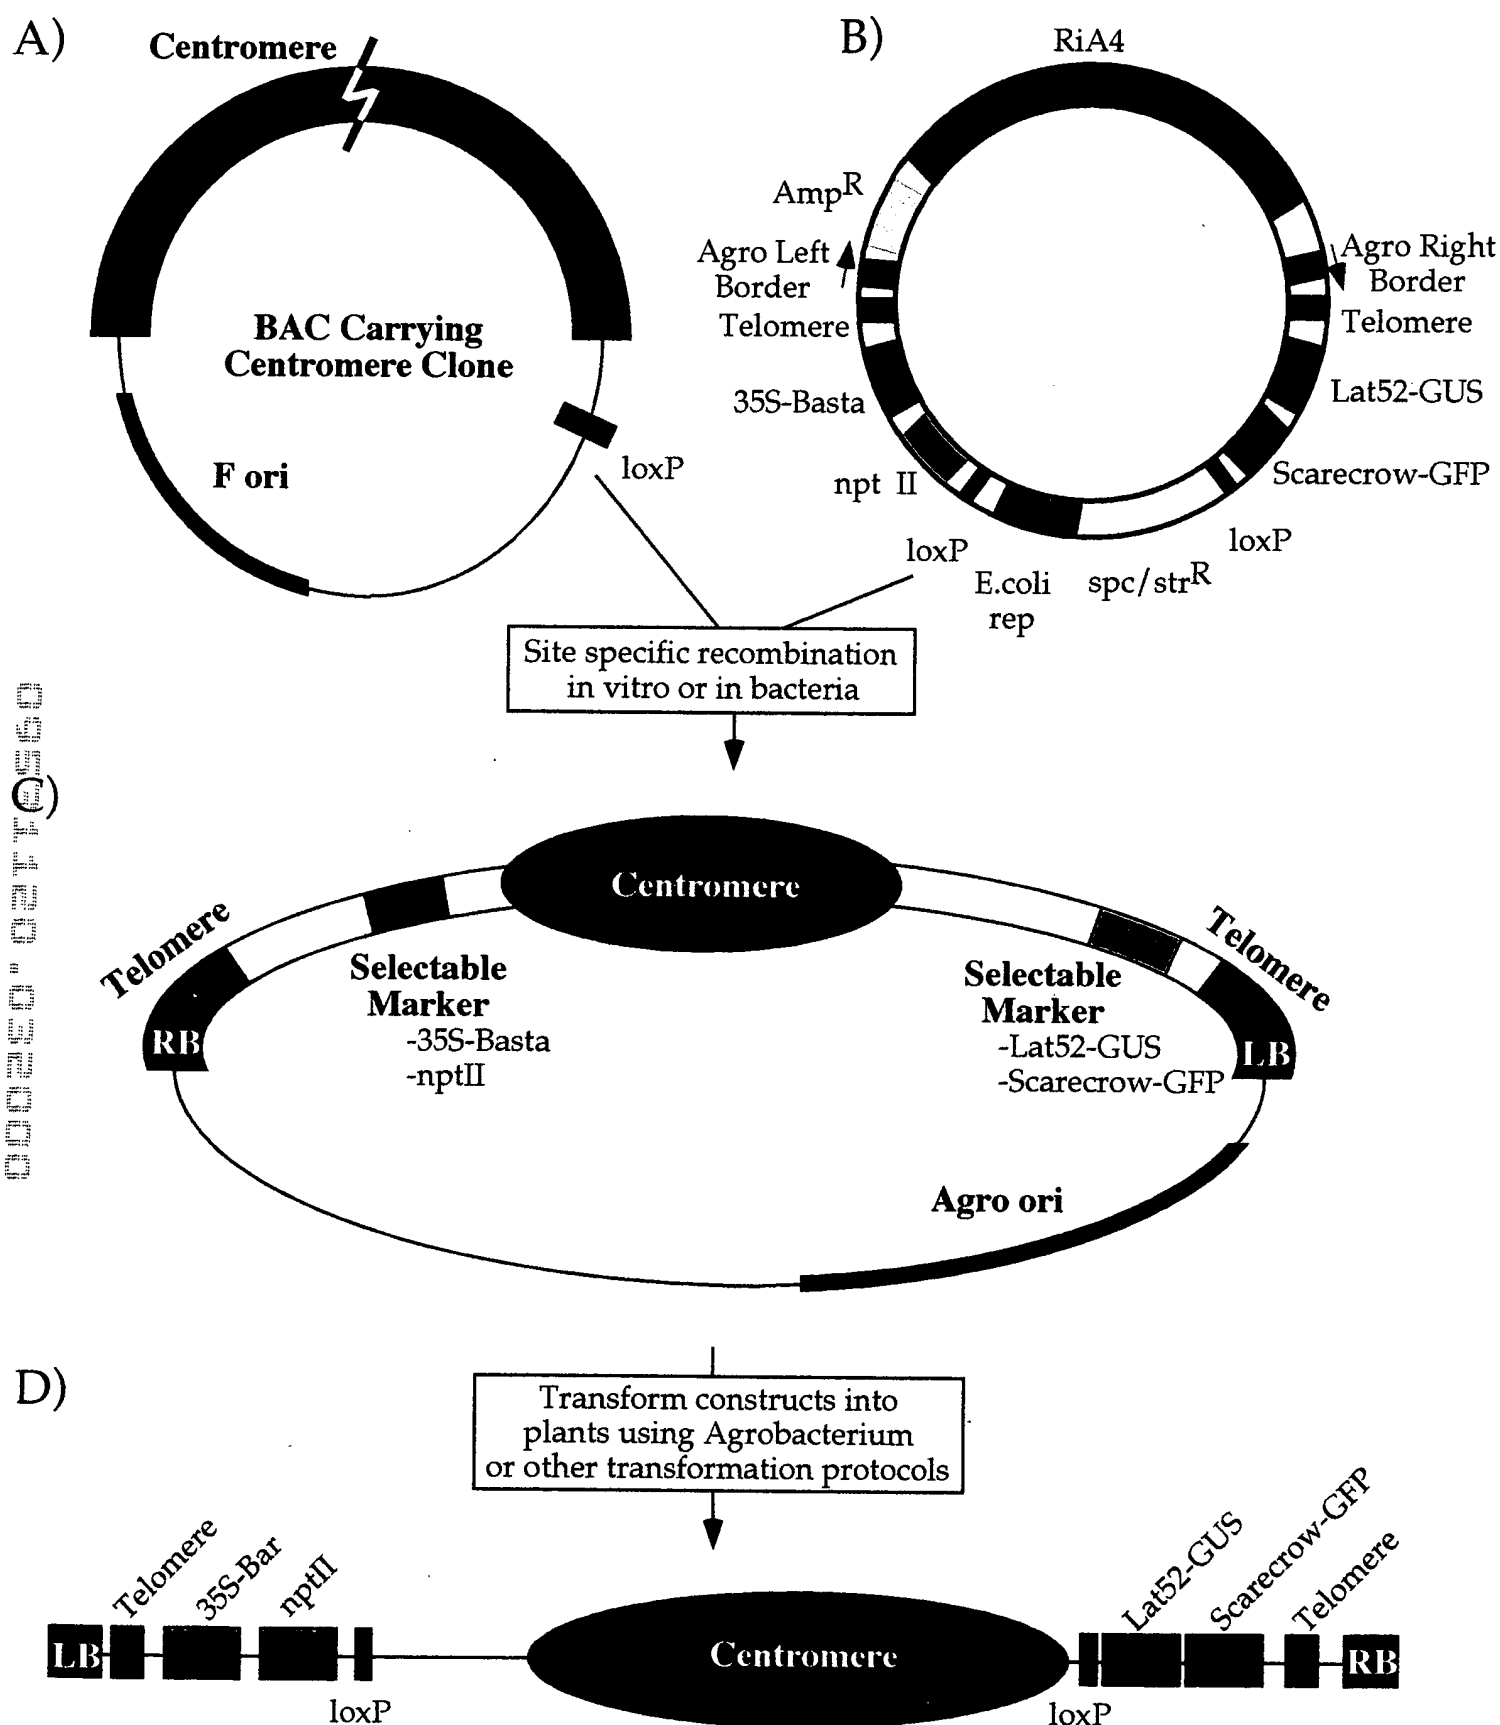 A)
Centromere
BAC Carrying
Centromere Clone
F ori
loxP
B)
RiA4
AmpR
Agro Left
Border
Telomere
35S-Basta
npt II
loxP
E.coli
rep
spc/strR
loxP
Scarecrow-GFP
Lat52-GUS
Telomere
Agro Right
Border
Site specific recombination
in vitro or in bacteria
C)
Centromere
Telomere
RB
Selectable
Marker
-35S-Basta
-nptII
Selectable
Marker
-Lat52-GUS
-Scarecrow-GFP
Telomere
LB
Agro ori
D)
Transform constructs into
plants using Agrobacterium
or other transformation protocols
LB
Telomere
35S-Bar
nptII
loxP
Centromere
loxP
Lat52-GUS
Scarecrow-GFP
Telomere
RB